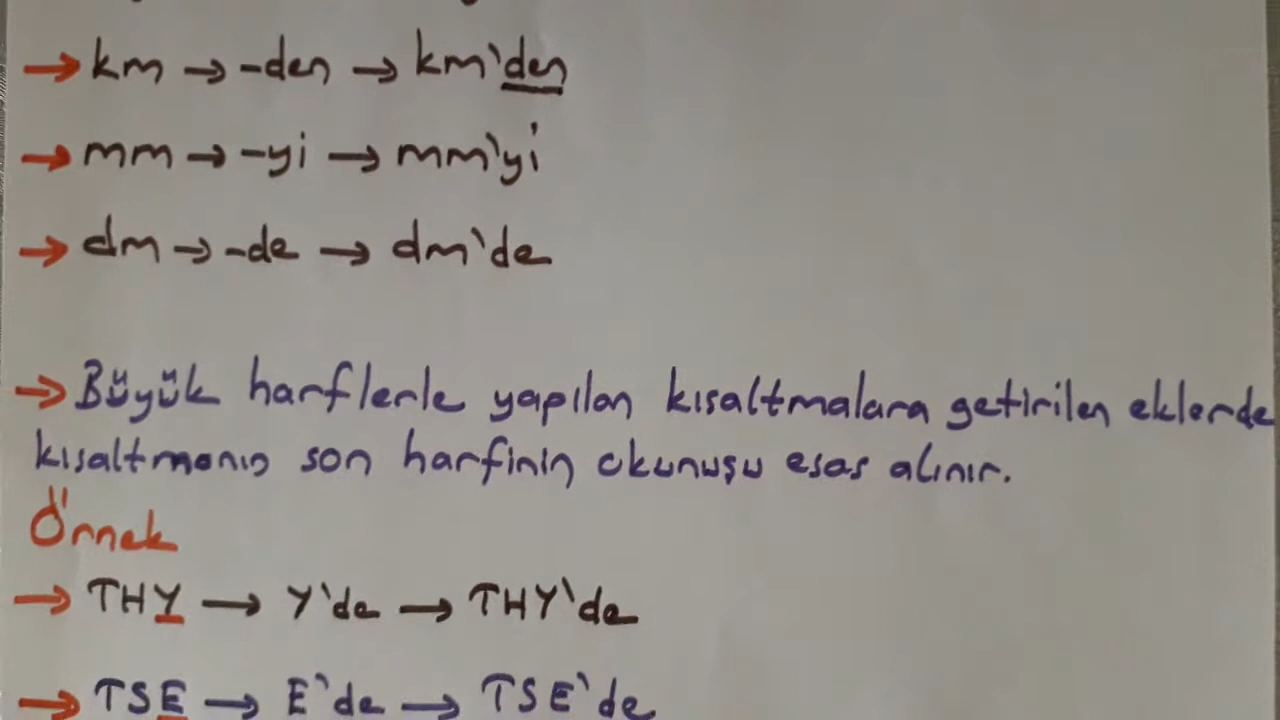 → km → -den → km'den
→ mm → -yi → mm'yi
→ dm → -de → dm'de
→ Büyük harflerle yapılan kısaltmalara getirilen eklerde
kısaltmanın son harfinin okunuşu esas alınır.
Örnek
→ THY → Y'de → THY'de
→ TSE → E'de → TSE'de